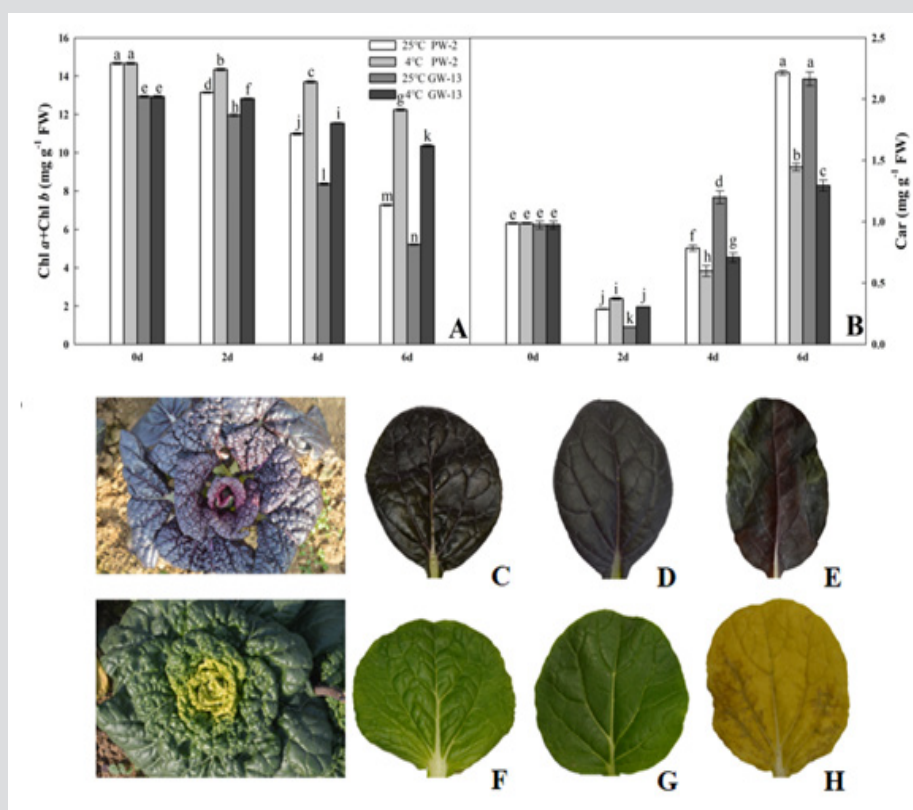 16
14
12
10
8
6
4
2
0
Chl a+Chl b (mg g-1 FW)
25°C PW-2
4°C PW-2
25°C GW-13
4°C GW-13
a a e e
d b h f
j c l i
m g n k
A
0d 2d 4d 6d
e e e e
j i k j
f h d g
a b a c
B
0d 2d 4d 6d
2.5
2.0
1.5
1.0
0.5
0.0
Car (mg g-1 FW)
C D E
F G H